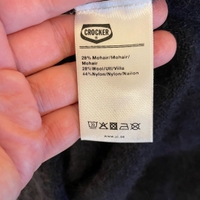 CROCKER
28% Mohair/Mohair/
Mohair
28% Wool/Ull/Villa
44% Nylon/Nylon/Nailon